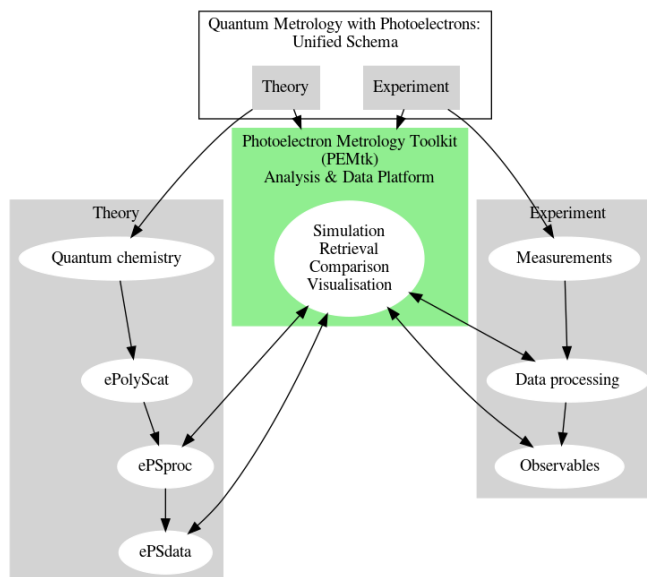 Quantum Metrology with Photoelectrons:
Unified Schema
Theory
Experiment
Photoelectron Metrology Toolkit
(PEMtk)
Analysis & Data Platform
Theory
Experiment
Simulation
Retrieval
Comparison
Visualisation
Quantum chemistry
Measurements
ePolyScat
Data processing
ePSproc
Observables
ePSdata